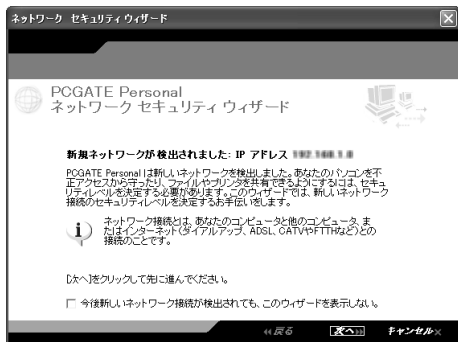 ネットワーク セキュリティ ウィザード
PCGATE Personal
ネットワーク セキュリティ ウィザード
新規ネットワークが検出されました: IP アドレス
PCGATE Personal は新しいネットワークを検出しました。あなたのパソコンを不
正アクセスから守ったり、ファイルやプリンタを共有できるようにするには、セキュ
リティレベルを決定する必要があります。このウィザードでは、新しいネットワーク
接続のセキュリティレベルを決定するお手伝いをします。
ネットワーク接続とは、あなたのコンピュータと他のコンピュータ、ま
たはインターネット(ダイアルアップ、ADSL、CATVやFTTHなど)との
接続のことです。
[次へ]をクリックして先に進んでください。
今後新しいネットワーク接続が検出されても、このウィザードを表示しない。
戻る 次へ キャンセル